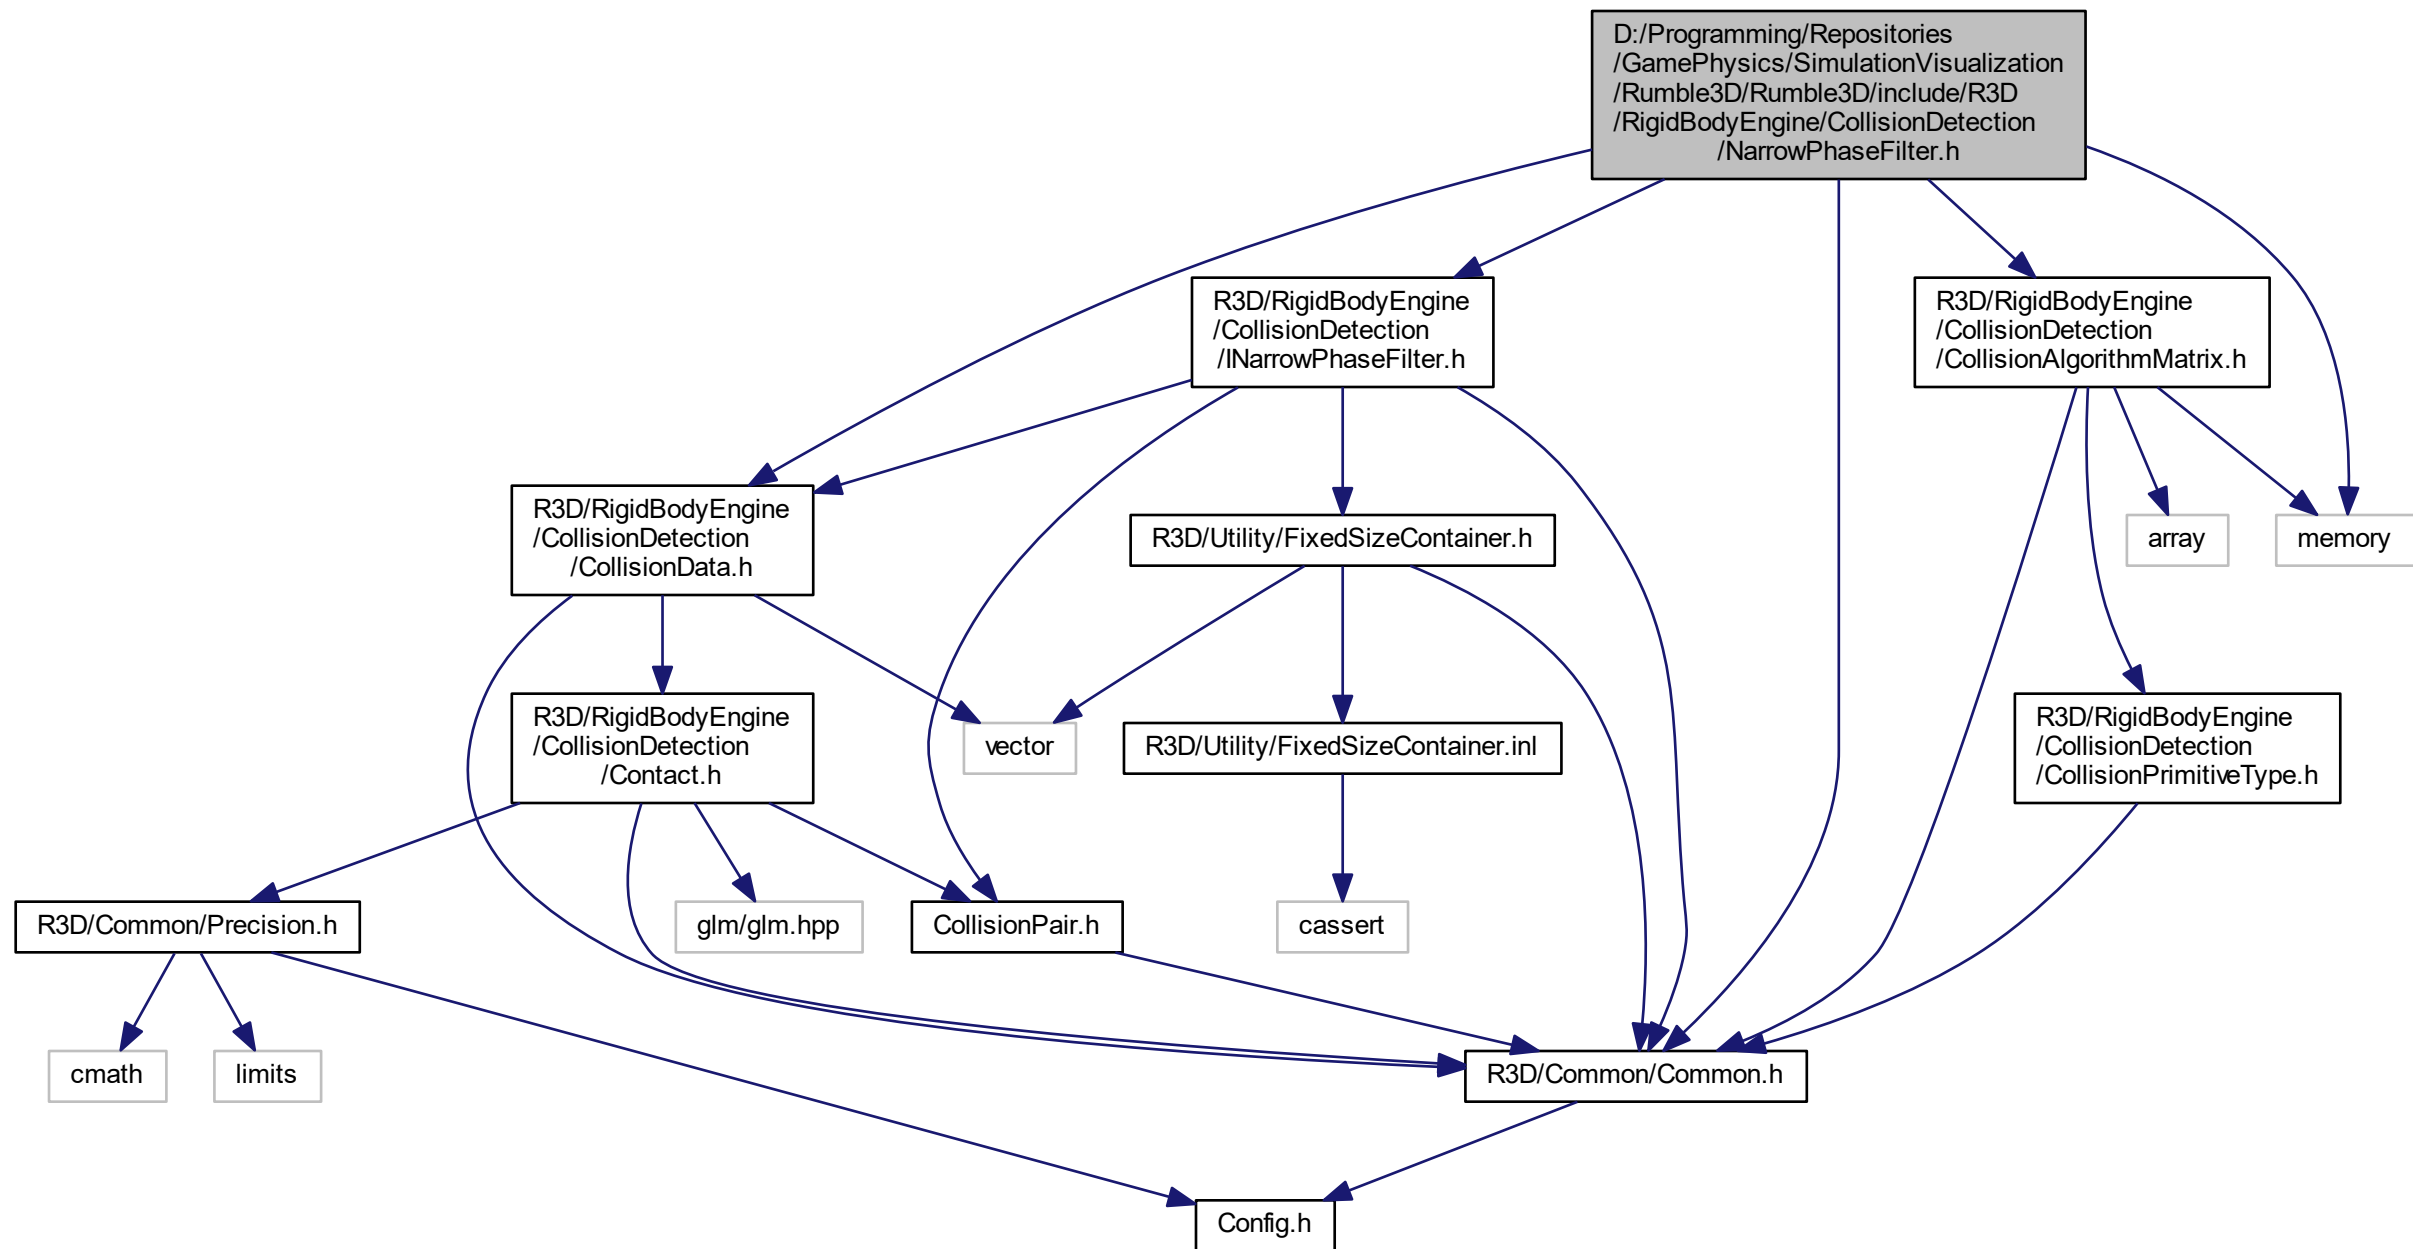 D:/Programming/Repositories
/GamePhysics/SimulationVisualization
/Rumble3D/Rumble3D/include/R3D
/RigidBodyEngine/CollisionDetection
/NarrowPhaseFilter.h
R3D/RigidBodyEngine
/CollisionDetection
/INarrowPhaseFilter.h
R3D/RigidBodyEngine
/CollisionDetection
/CollisionAlgorithmMatrix.h
R3D/RigidBodyEngine
/CollisionDetection
/CollisionData.h
R3D/Utility/FixedSizeContainer.h
array
memory
R3D/RigidBodyEngine
/CollisionDetection
/Contact.h
vector
R3D/Utility/FixedSizeContainer.inl
R3D/RigidBodyEngine
/CollisionDetection
/CollisionPrimitiveType.h
R3D/Common/Precision.h
glm/glm.hpp
CollisionPair.h
cassert
cmath
limits
R3D/Common/Common.h
Config.h